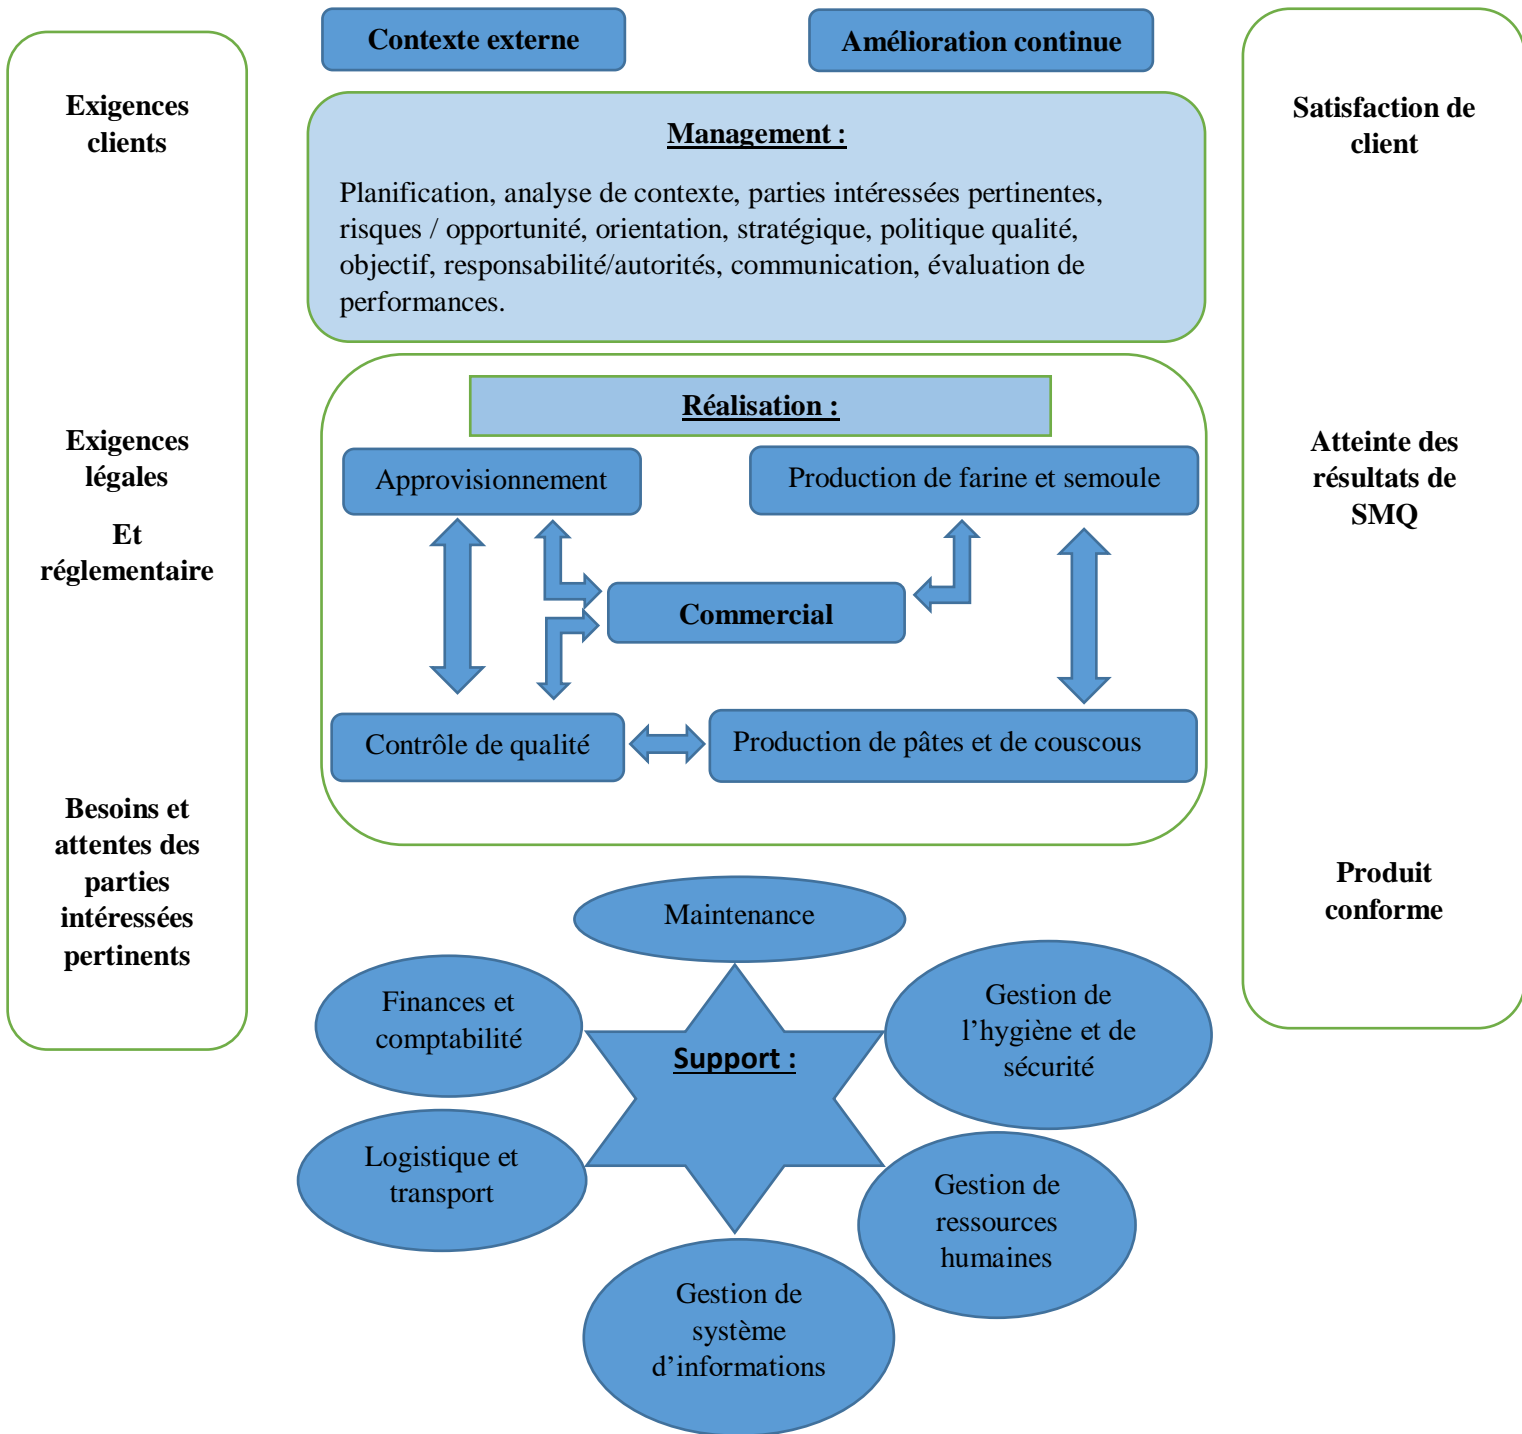 Contexte externe
Amélioration continue
Exigences
clients
Exigences
légales
Et
réglementaire
Besoins et
attentes des
parties
intéressées
pertinents
Management :
Planification, analyse de contexte, parties intéressées pertinentes,
risques / opportunité, orientation, stratégique, politique qualité,
objectif, responsabilité/autorités, communication, évaluation de
performances.
Réalisation :
Approvisionnement
Production de farine et semoule
Commercial
Contrôle de qualité
Production de pâtes et de couscous
Satisfaction de
client
Atteinte des
résultats de
SMQ
Produit
conforme
Maintenance
Finances et
comptabilité
Gestion de
l’hygiène et de
sécurité
Support :
Logistique et
transport
Gestion de
ressources
humaines
Gestion de
système
d’informations